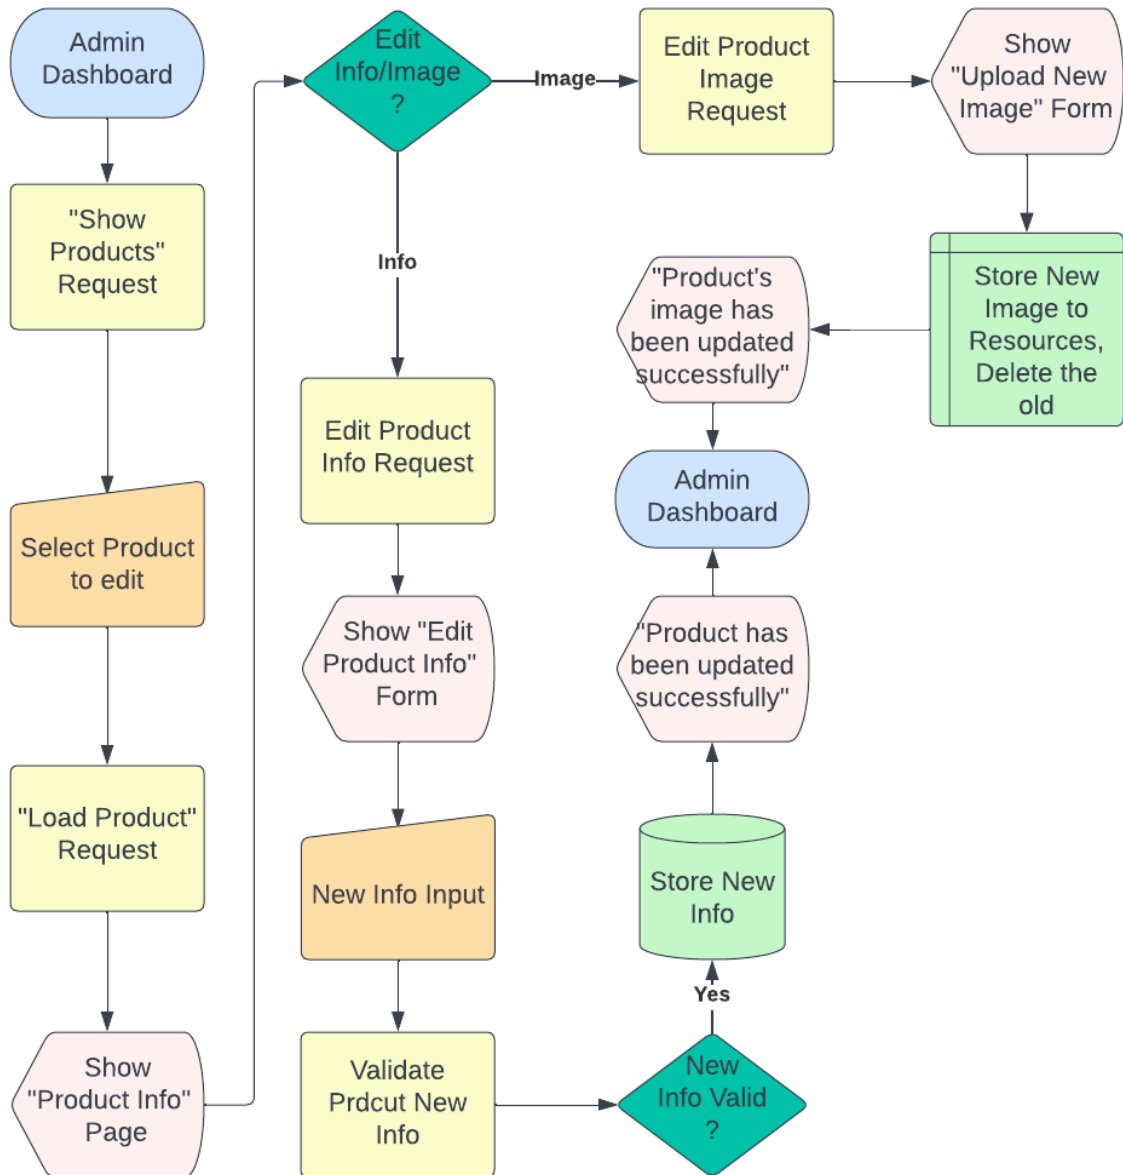 Admin
Dashboard
"Show
Products"
Request
Select Product
to edit
"Load Product"
Request
Show
"Product Info"
Page
Edit
Info/Image
?
Image
Info
Edit Product
Info Request
Show "Edit
Product Info"
Form
New Info Input
Validate
Prdcut New
Info
New
Info Valid
?
Yes
Store New
Info
"Product has
been updated
successfully"
Admin
Dashboard
Edit Product
Image
Request
Show
"Upload New
Image" Form
Store New
Image to
Resources,
Delete the
old
"Product's
image has
been updated
successfully"